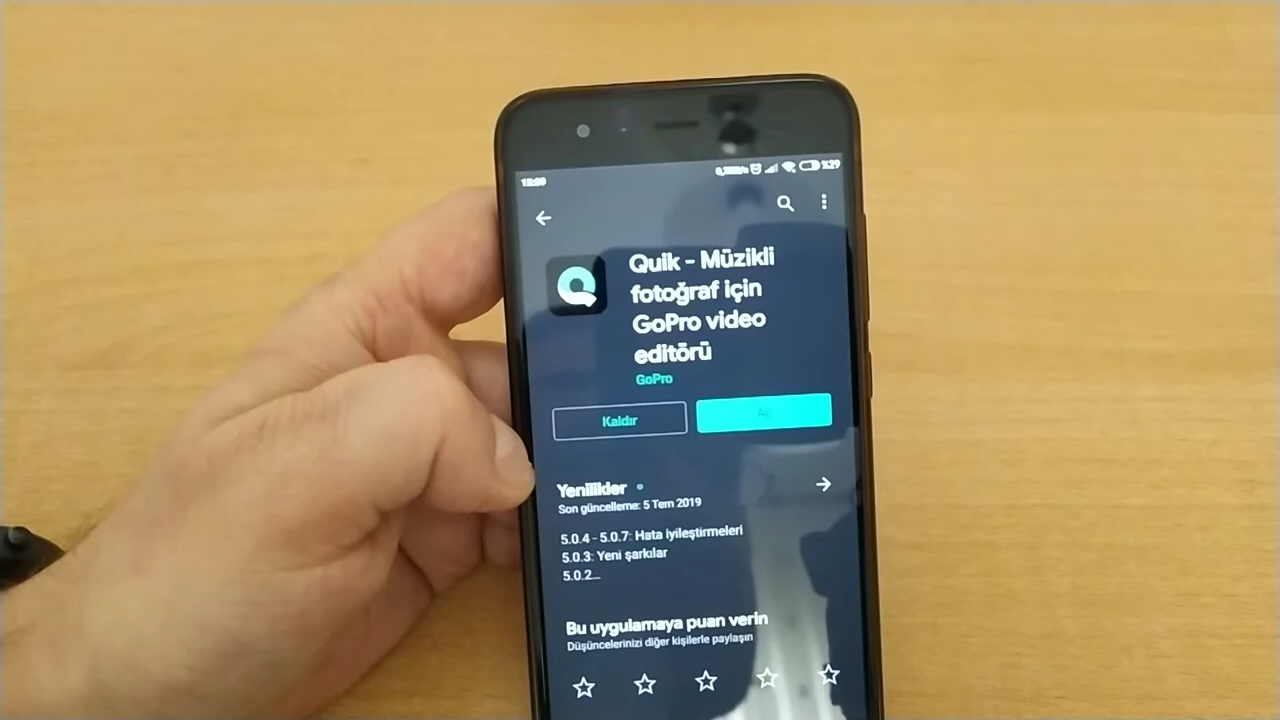 %29
Quik - Müzikli
fotoğraf için
GoPro video
editörü
GoPro
Kaldır
Aç
Yenilikler
Son güncelleme: 5 Tem 2019
5.0.4 - 5.0.7: Hata iyileştirmeleri
5.0.3: Yeni şarkılar
5.0.2...
Bu uygulamaya puan verin
Düşüncelerinizi diğer kişilerle paylaşın